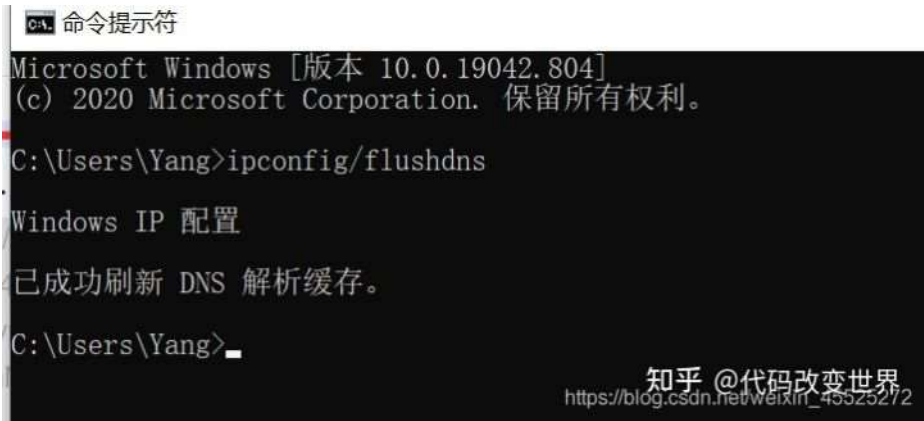 命令提示符
Microsoft Windows [版本 10.0.19042.804]
(c) 2020 Microsoft Corporation. 保留所有权利。
C:\Users\Yang>ipconfig/flushdns
Windows IP 配置
已成功刷新 DNS 解析缓存。
C:\Users\Yang>
知乎 @代码改变世界
https://blog.csdn.net/weixin_45525272